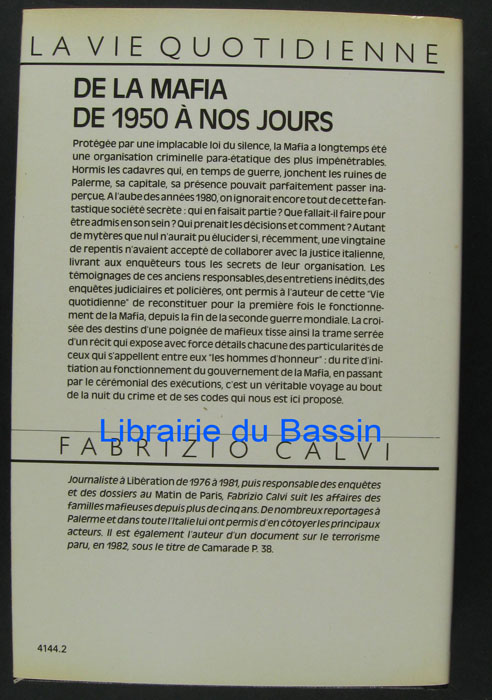 LA VIE QUOTIDIENNE
DE LA MAFIA
DE 1950 À NOS JOURS
Protégée par une implacable loi du silence, la Mafia a longtemps été
une organisation criminelle para-étatique des plus impénétrables.
Hormis les cadavres qui, en temps de guerre, jonchent les ruines de
Palerme, sa capitale, sa présence pouvait parfaitement passer ina-
perçue. A l'aube des années 1980, on ignorait encore tout de cette fan-
tastique société secrète : qui en faisait partie ? Que fallait-il faire pour
être admis en son sein ? Qui prenait les décisions et comment ? Autant
de mytères que nul n'aurait pu élucider si, récemment, une vingtaine
de repentis n'avaient accepté de collaborer avec la justice italienne,
livrant aux enquêteurs tous les secrets de leur organisation. Les
témoignages de ces anciens responsables, des entretiens inédits, des
enquêtes judiciaires et policières, ont permis à l'auteur de cette "Vie
quotidienne" de reconstituer pour la première fois le fonctionne-
ment de la Mafia, depuis la fin de la seconde guerre mondiale. La croi-
sée des destins d'une poignée de mafieux tisse ainsi la trame serrée
d'un récit qui expose avec force détails chacune des particularités de
ceux qui s'appellent entre eux "les hommes d'honneur" : du rite d'ini-
tiation au fonctionnement du gouvernement de la Mafia, en passant
par le cérémonial des exécutions, c'est un véritable voyage au bout
de la nuit du crime et de ses codes qui nous est ici proposé.
Librairie du Bassin
FABRIZIO CALVI
Journaliste à Libération de 1976 à 1981, puis responsable des enquêtes
et des dossiers au Matin de Paris, Fabrizio Calvi suit les affaires des
familles mafieuses depuis plus de cinq ans. De nombreux reportages à
Palerme et dans toute l'Italie lui ont permis d'en côtoyer les principaux
acteurs. Il est également l'auteur d'un document sur le terrorisme
paru, en 1982, sous le titre de Camarade P. 38.
4144.2